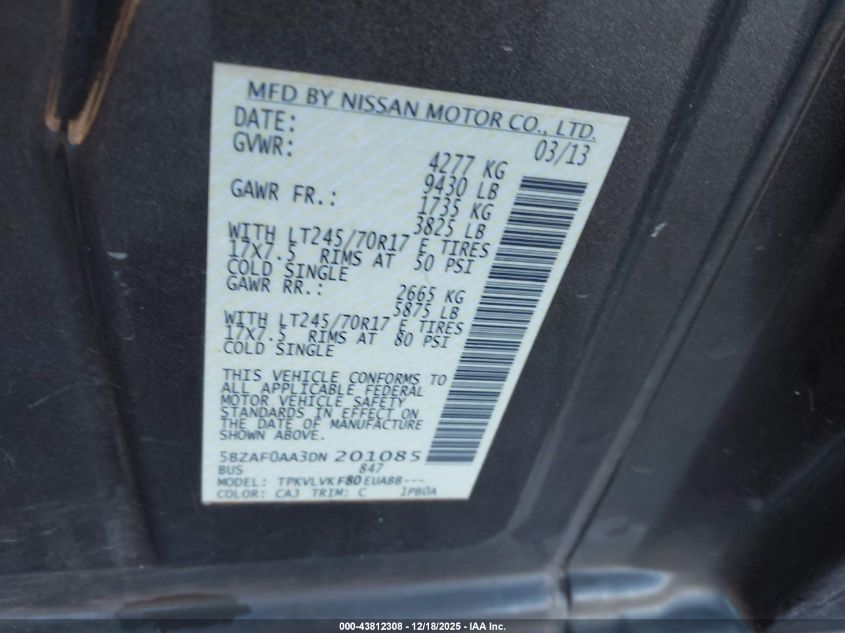 MFD BY NISSAN MOTOR CO., LTD.
DATE: 03/13
GVWR: 4277 KG
9430 LB
GAWR FR.: 1735 KG
3825 LB
WITH LT245/70R17 E TIRES
17X7.5 RIMS AT 50 PSI
COLD SINGLE
GAWR RR.: 2665 KG
5875 LB
WITH LT245/70R17 E TIRES
17X7.5 RIMS AT 80 PSI
COLD SINGLE
THIS VEHICLE CONFORMS TO
ALL APPLICABLE FEDERAL
MOTOR VEHICLE SAFETY
STANDARDS IN EFFECT ON
THE DATE OF MANUFACTURE
SHOWN ABOVE.
5BZAF0AA3DN201085
BUS 847
MODEL: TPKVLVKF80EUABB---
COLOR: CAJ TRIM: C IPBOA
000-43812308 - 12/18/2025 - IAA Inc.